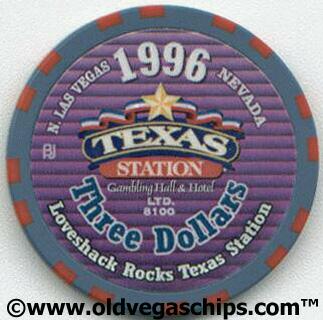 1996
N. LAS VEGAS
NEVADA
BJ
TEXAS
STATION
Gambling Hall & Hotel
LTD.
8100
Three Dollars
Loveshack Rocks Texas Station
©www.oldvegaschips.com™